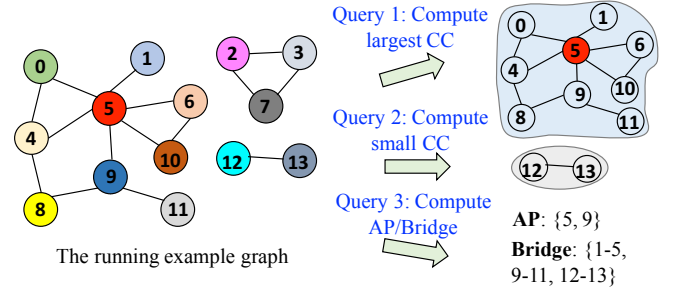 0
1
4
5
6
9
10
8
11
2
3
7
12
13
The running example graph
Query 1: Compute
largest CC
Query 2: Compute
small CC
Query 3: Compute
AP/Bridge
0
1
5
6
4
9
10
8
11
12
13
AP: {5, 9}
Bridge: {1-5,
9-11, 12-13}